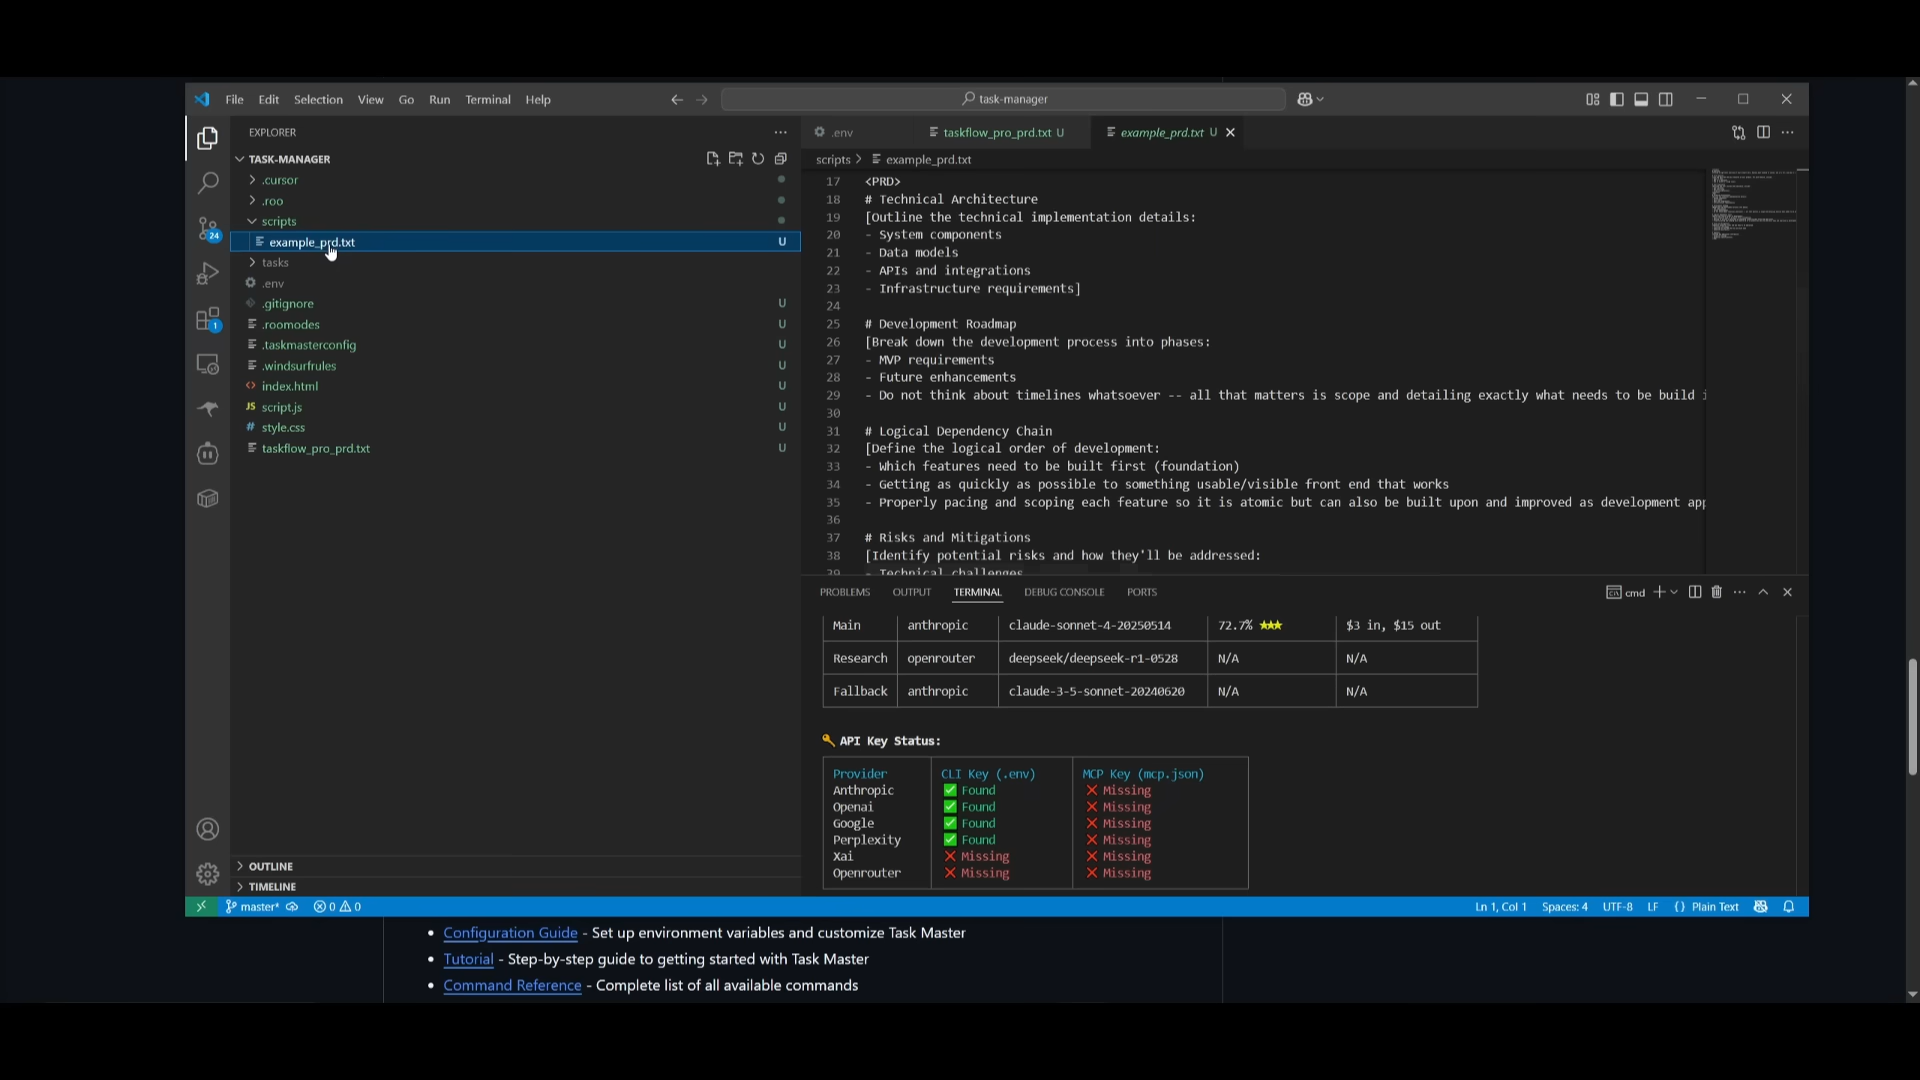 File Edit Selection View Go Run Terminal Help
task-manager
EXPLORER
TASK-MANAGER
.cursor
.roo
scripts
example_prd.txt U
tasks
.env
.gitignore U
.roomodes U
.taskmasterconfig U
.windsurfrules U
index.html U
JS script.js U
# style.css U
taskflow_pro_prd.txt U
OUTLINE
TIMELINE
24
1
.env
taskflow_pro_prd.txt U
example_prd.txt U
scripts > example_prd.txt
17 <PRD>
18 # Technical Architecture
19 [Outline the technical implementation details:
20 - System components
21 - Data models
22 - APIs and integrations
23 - Infrastructure requirements]
24
25 # Development Roadmap
26 [Break down the development process into phases:
27 - MVP requirements
28 - Future enhancements
29 - Do not think about timelines whatsoever -- all that matters is scope and detailing exactly what needs to be build
30
31 # Logical Dependency Chain
32 [Define the logical order of development:
33 - Which features need to be built first (foundation)
34 - Getting as quickly as possible to something usable/visible front end that works
35 - Properly pacing and scoping each feature so it is atomic but can also be built upon and improved as development app
36
37 # Risks and Mitigations
38 [Identify potential risks and how they'll be addressed:
39 - Technical challenges
PROBLEMS OUTPUT TERMINAL DEBUG CONSOLE PORTS
cmd
Main anthropic claude-sonnet-4-20250514 72.7% ★★★ $3 in, $15 out
Research openrouter deepseek/deepseek-r1-0528 N/A N/A
Fallback anthropic claude-3-5-sonnet-20240620 N/A N/A
🔑 API Key Status:
Provider CLI Key (.env) MCP Key (mcp.json)
Anthropic ✅ Found ❌ Missing
Openai ✅ Found ❌ Missing
Google ✅ Found ❌ Missing
Perplexity ✅ Found ❌ Missing
Xai ❌ Missing ❌ Missing
Openrouter ❌ Missing ❌ Missing
master* 0 0
Ln 1, Col 1 Spaces: 4 UTF-8 LF {} Plain Text
• Configuration Guide - Set up environment variables and customize Task Master
• Tutorial - Step-by-step guide to getting started with Task Master
• Command Reference - Complete list of all available commands